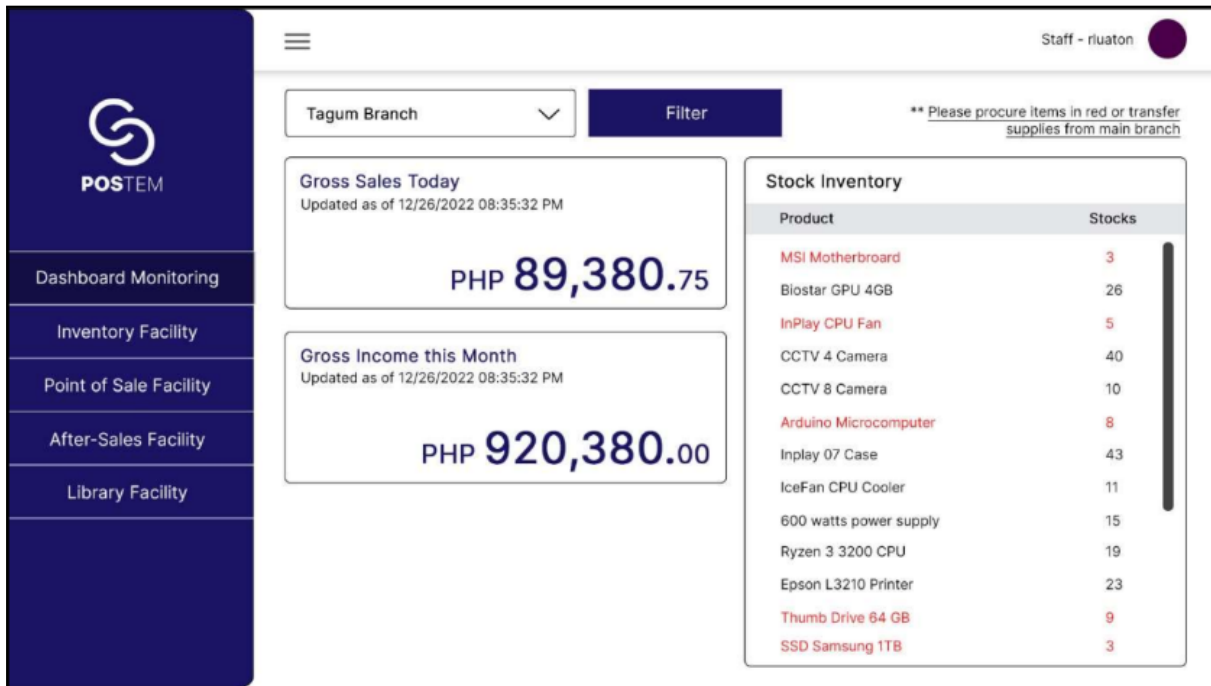 Staff - rluaton
POSTEM
Dashboard Monitoring
Inventory Facility
Point of Sale Facility
After-Sales Facility
Library Facility
Tagum Branch
Filter
** Please procure items in red or transfer
supplies from main branch
Gross Sales Today
Updated as of 12/26/2022 08:35:32 PM
PHP 89,380.75
Gross Income this Month
Updated as of 12/26/2022 08:35:32 PM
PHP 920,380.00
Stock Inventory
Product Stocks
MSI Motherbroard 3
Biostar GPU 4GB 26
InPlay CPU Fan 5
CCTV 4 Camera 40
CCTV 8 Camera 10
Arduino Microcomputer 8
Inplay 07 Case 43
IceFan CPU Cooler 11
600 watts power supply 15
Ryzen 3 3200 CPU 19
Epson L3210 Printer 23
Thumb Drive 64 GB 9
SSD Samsung 1TB 3